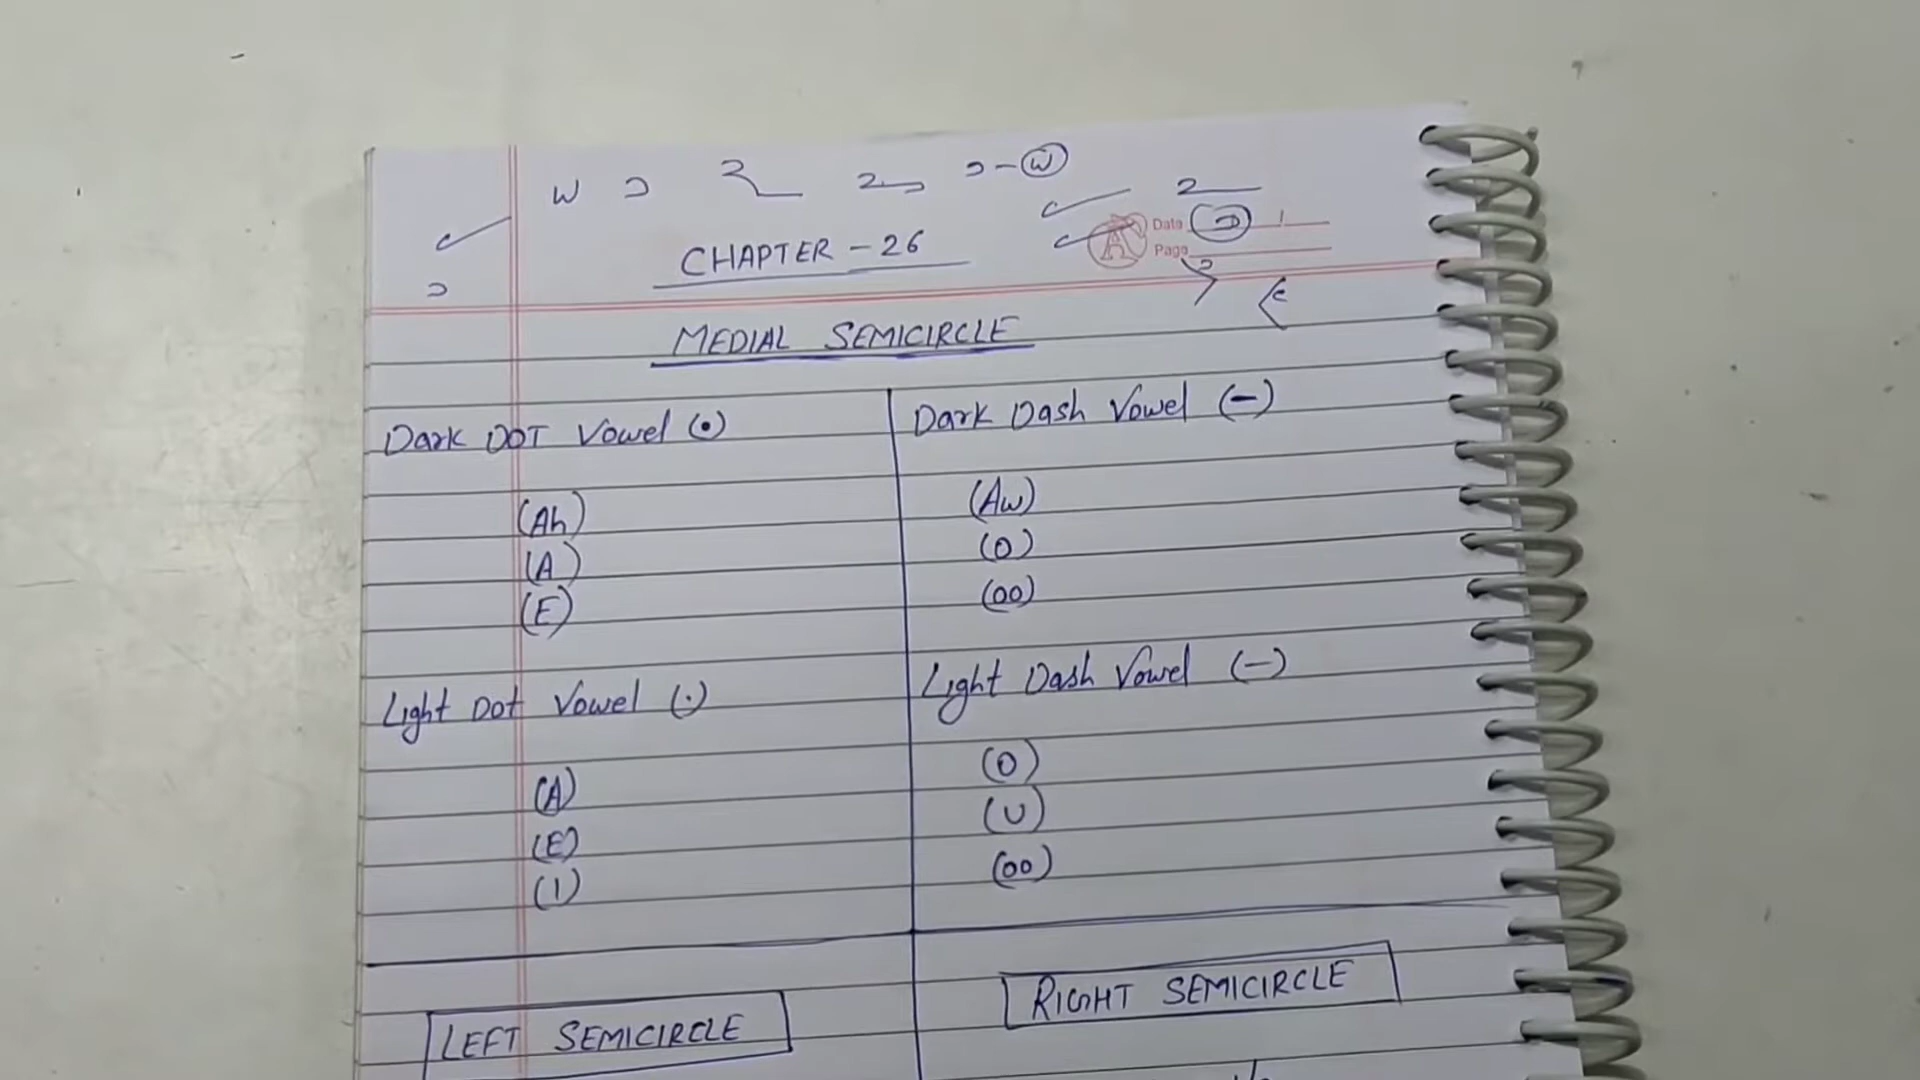 W
W
CHAPTER - 26
Date
Page
MEDIAL SEMICIRCLE
Dark DOT Vowel (•)
(Ah)
(A)
(E)
Dark Dash Vowel (–)
(Aw)
(O)
(oo)
Light Dot Vowel (.)
(A)
(E)
(I)
Light Dash Vowel (–)
(O)
(U)
(oo)
LEFT SEMICIRCLE
RIGHT SEMICIRCLE